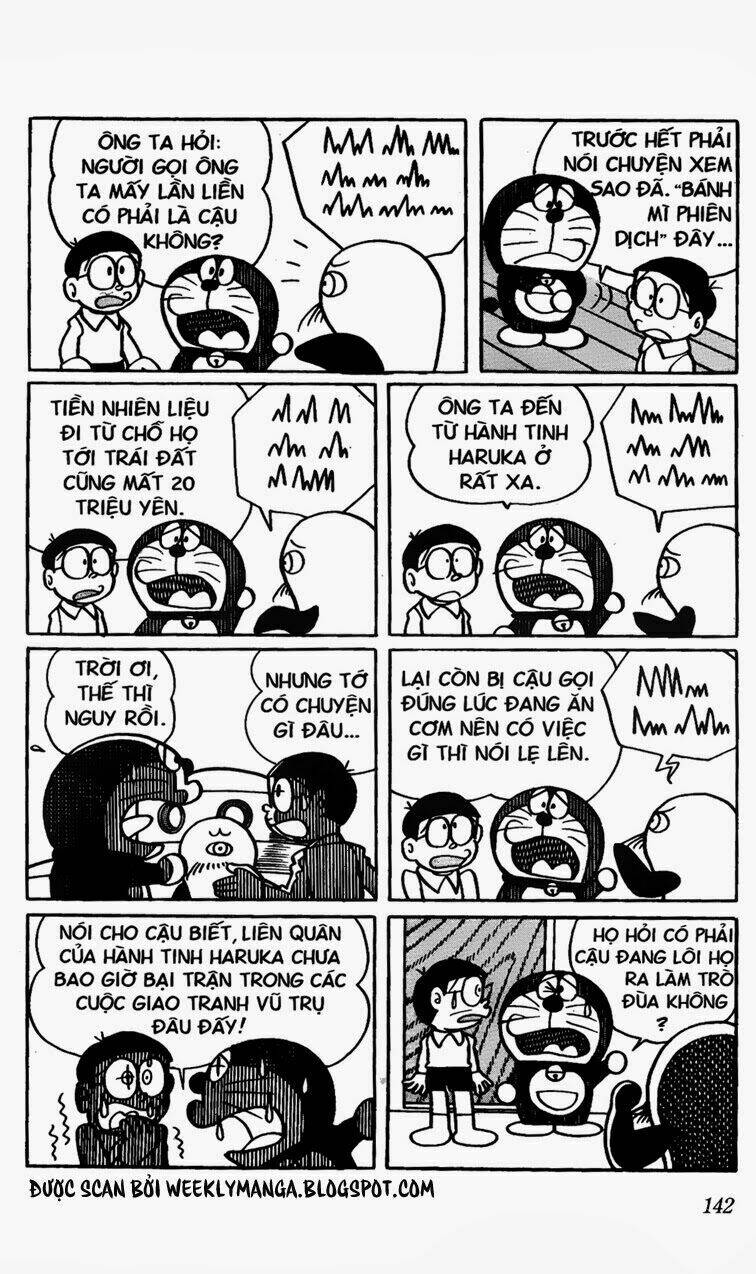 TRƯỚC HẾT PHẢI
NÓI CHUYỆN XEM
SAO ĐÃ. “BÁNH
MÌ PHIÊN
DỊCH” ĐÂY...
ÔNG TA HỎI:
NGƯỜI GỌI ÔNG
TA MẤY LẦN LIỀN
CÓ PHẢI LÀ CẬU
KHÔNG?
ÔNG TA ĐẾN
TỪ HÀNH TINH
HARUKA Ở
RẤT XA.
TIỀN NHIÊN LIỆU
ĐI TỪ CHỖ HỌ
TỚI TRÁI ĐẤT
CŨNG MẤT 20
TRIỆU YÊN.
LẠI CÒN BỊ CẬU GỌI
ĐÚNG LÚC ĐANG ĂN
CƠM NÊN CÓ VIỆC
GÌ THÌ NÓI LẸ LÊN.
NHƯNG TỚ
CÓ CHUYỆN
GÌ ĐÂU...
TRỜI ƠI,
THẾ THÌ
NGUY RỒI.
HỌ HỎI CÓ PHẢI
CẬU ĐANG LÔI HỌ
RA LÀM TRÒ
ĐÙA KHÔNG
?
NÓI CHO CẬU BIẾT, LIÊN QUÂN
CỦA HÀNH TINH HARUKA CHƯA
BAO GIỜ BẠI TRẬN TRONG CÁC
CUỘC GIAO TRANH VŨ TRỤ
ĐÂU ĐẤY!
ĐƯỢC SCAN BỞI WEEKLYMANGA.BLOGSPOT.COM
142